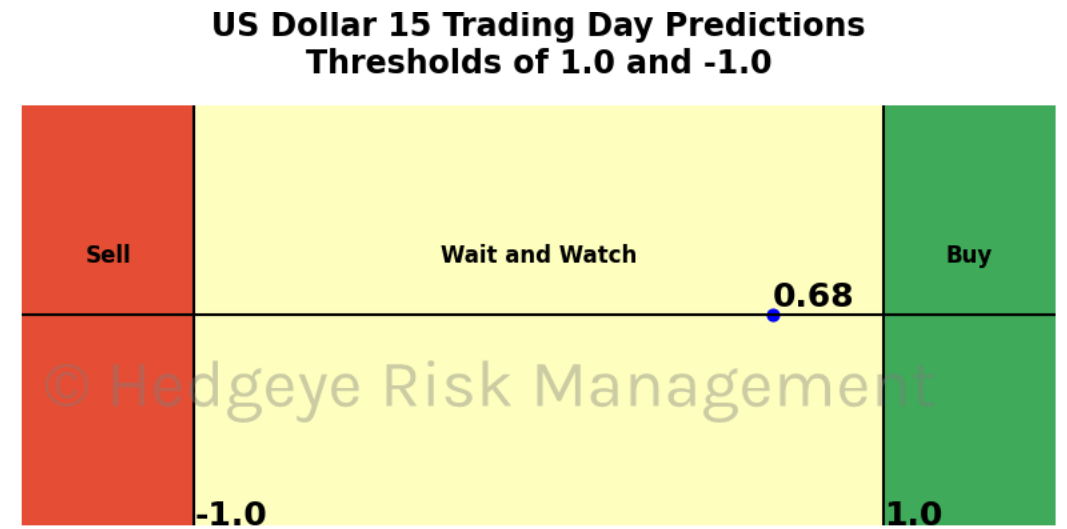 US Dollar 15 Trading Day Predictions
Thresholds of 1.0 and -1.0
Sell
Wait and Watch
Buy
0.68
© Hedgeye Risk Management
-1.0
1.0